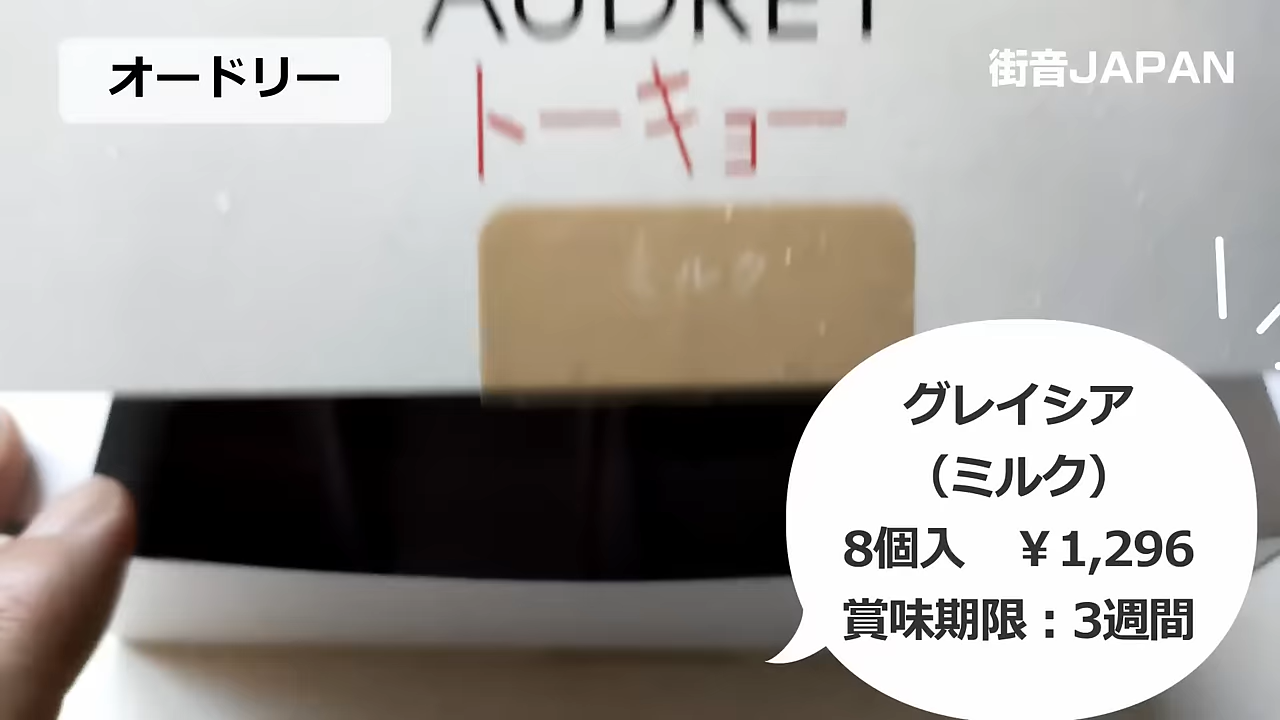 AUDREY
オードリー
街音JAPAN
トーキョー
ミルク
グレイシア
（ミルク）
8個入　￥1,296
賞味期限：3週間